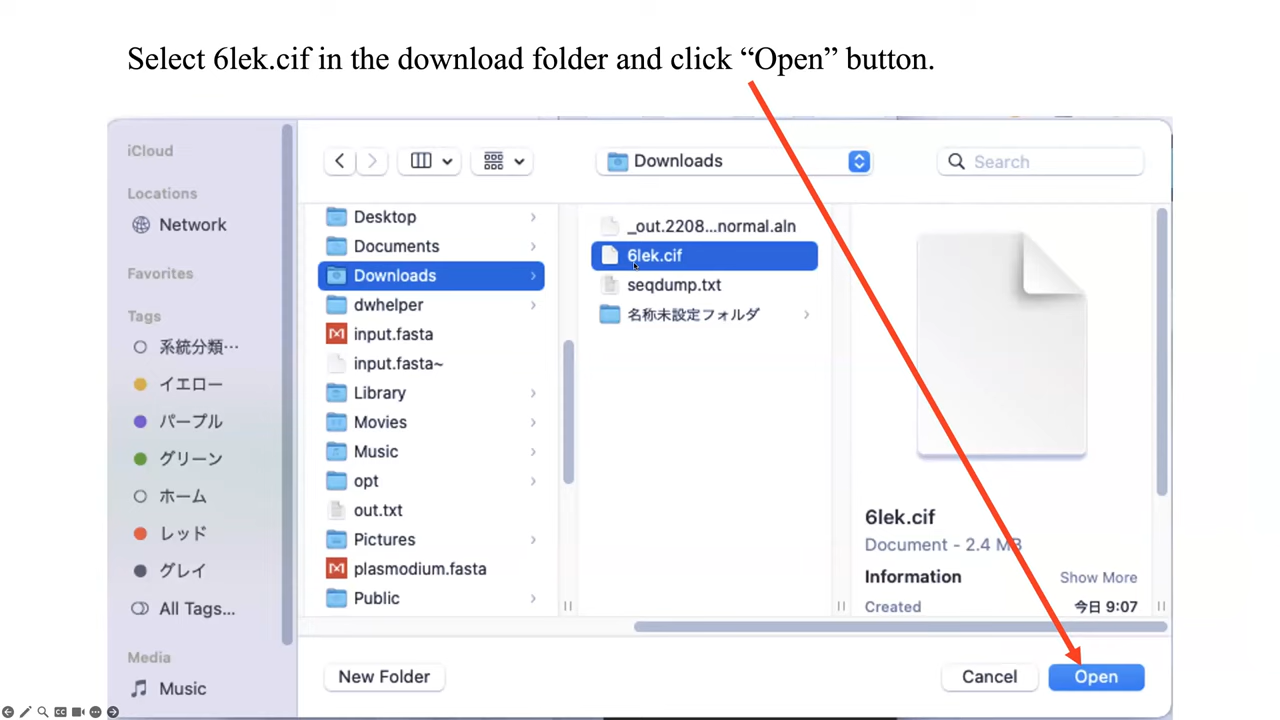 Select 6lek.cif in the download folder and click “Open” button.
iCloud
Locations
Network
Favorites
Tags
系統分類…
イエロー
パープル
グリーン
ホーム
レッド
グレイ
All Tags...
Media
Music
Downloads
Search
Desktop
Documents
Downloads
dwhelper
input.fasta
input.fasta~
Library
Movies
Music
opt
out.txt
Pictures
plasmodium.fasta
Public
_out.2208...normal.aln
6lek.cif
seqdump.txt
名称未設定フォルダ
6lek.cif
Document - 2.4 MB
Information Show More
Created 今日 9:07
New Folder
Cancel
Open